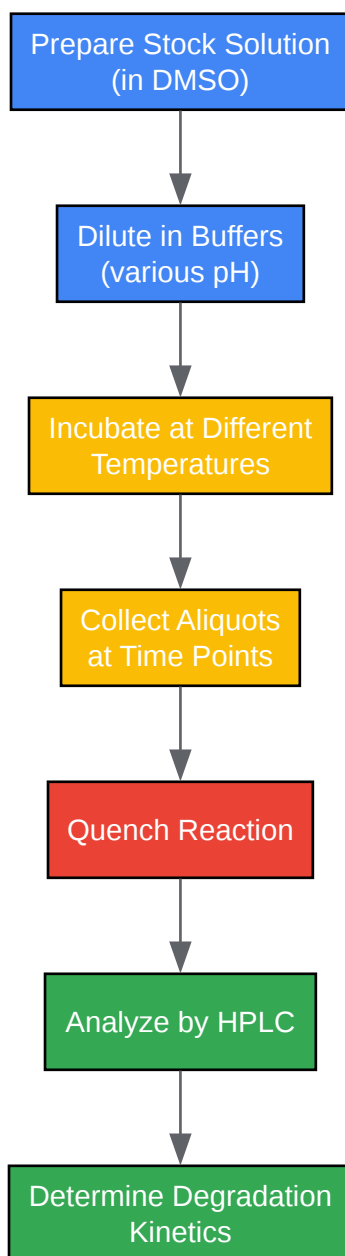 Prepare Stock Solution
(in DMSO)
Dilute in Buffers
(various pH)
Incubate at Different
Temperatures
Collect Aliquots
at Time Points
Quench Reaction
Analyze by HPLC
Determine Degradation
Kinetics